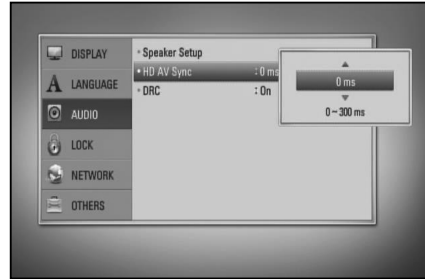 DISPLAY
LANGUAGE
AUDIO
LOCK
NETWORK
OTHERS
• Speaker Setup
• HD AV Sync : 0 ms
• DRC : On
0 ms
0 ~ 300 ms